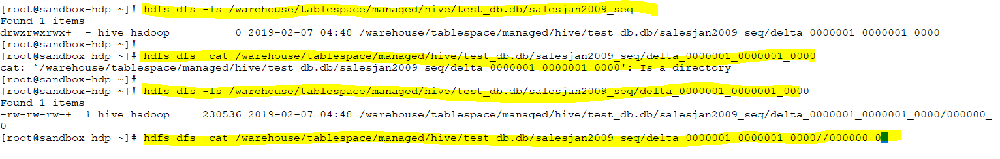 [root@sandbox-hdp ~]# hdfs dfs -ls /warehouse/tablespace/managed/hive/test_db.db/salesjan2009_seq
Found 1 items
drwxrwxrwx+  - hive hadoop          0 2019-02-07 04:48 /warehouse/tablespace/managed/hive/test_db.db/salesjan2009_seq/delta_0000001_0000001_0000
[root@sandbox-hdp ~]#
[root@sandbox-hdp ~]# hdfs dfs -cat /warehouse/tablespace/managed/hive/test_db.db/salesjan2009_seq/delta_0000001_0000001_0000
cat: `/warehouse/tablespace/managed/hive/test_db.db/salesjan2009_seq/delta_0000001_0000001_0000': Is a directory
[root@sandbox-hdp ~]#
[root@sandbox-hdp ~]# hdfs dfs -ls /warehouse/tablespace/managed/hive/test_db.db/salesjan2009_seq/delta_0000001_0000001_0000
Found 1 items
-rw-rw-rw-+  1 hive hadoop     230536 2019-02-07 04:48 /warehouse/tablespace/managed/hive/test_db.db/salesjan2009_seq/delta_0000001_0000001_0000/000000_
0
[root@sandbox-hdp ~]# hdfs dfs -cat /warehouse/tablespace/managed/hive/test_db.db/salesjan2009_seq/delta_0000001_0000001_0000//000000_0